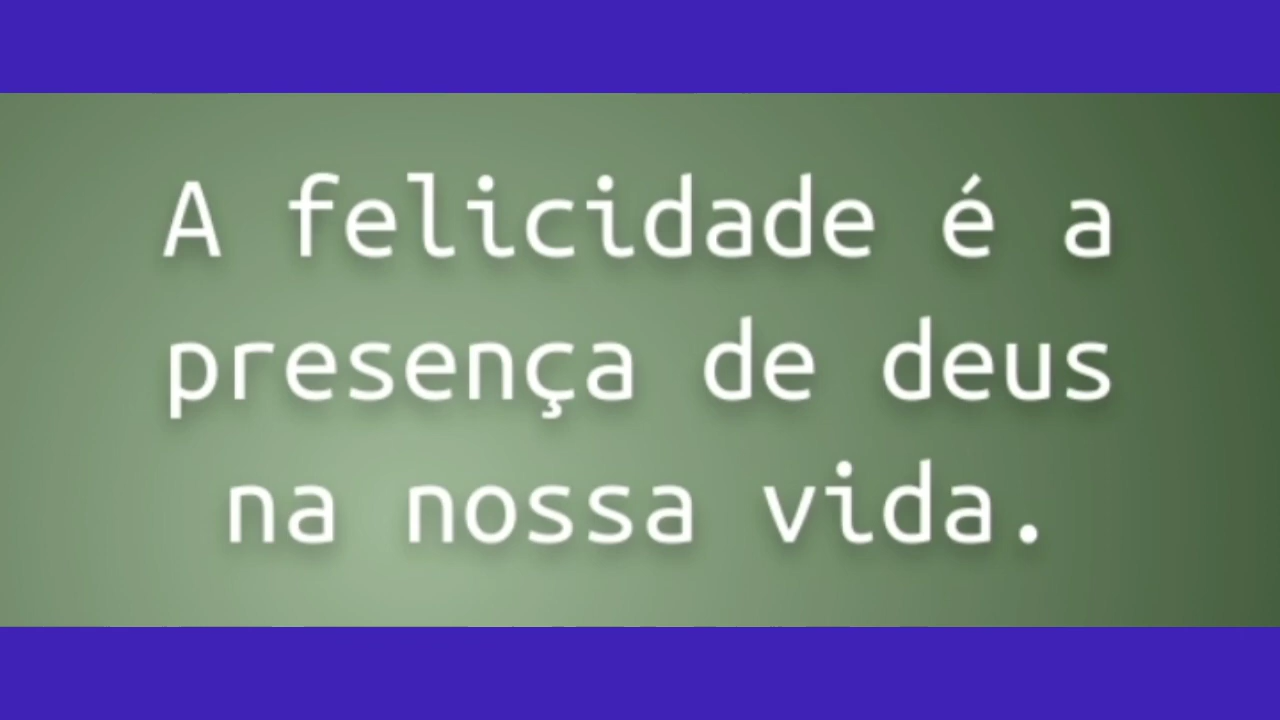 A felicidade é a
presença de deus
na nossa vida.